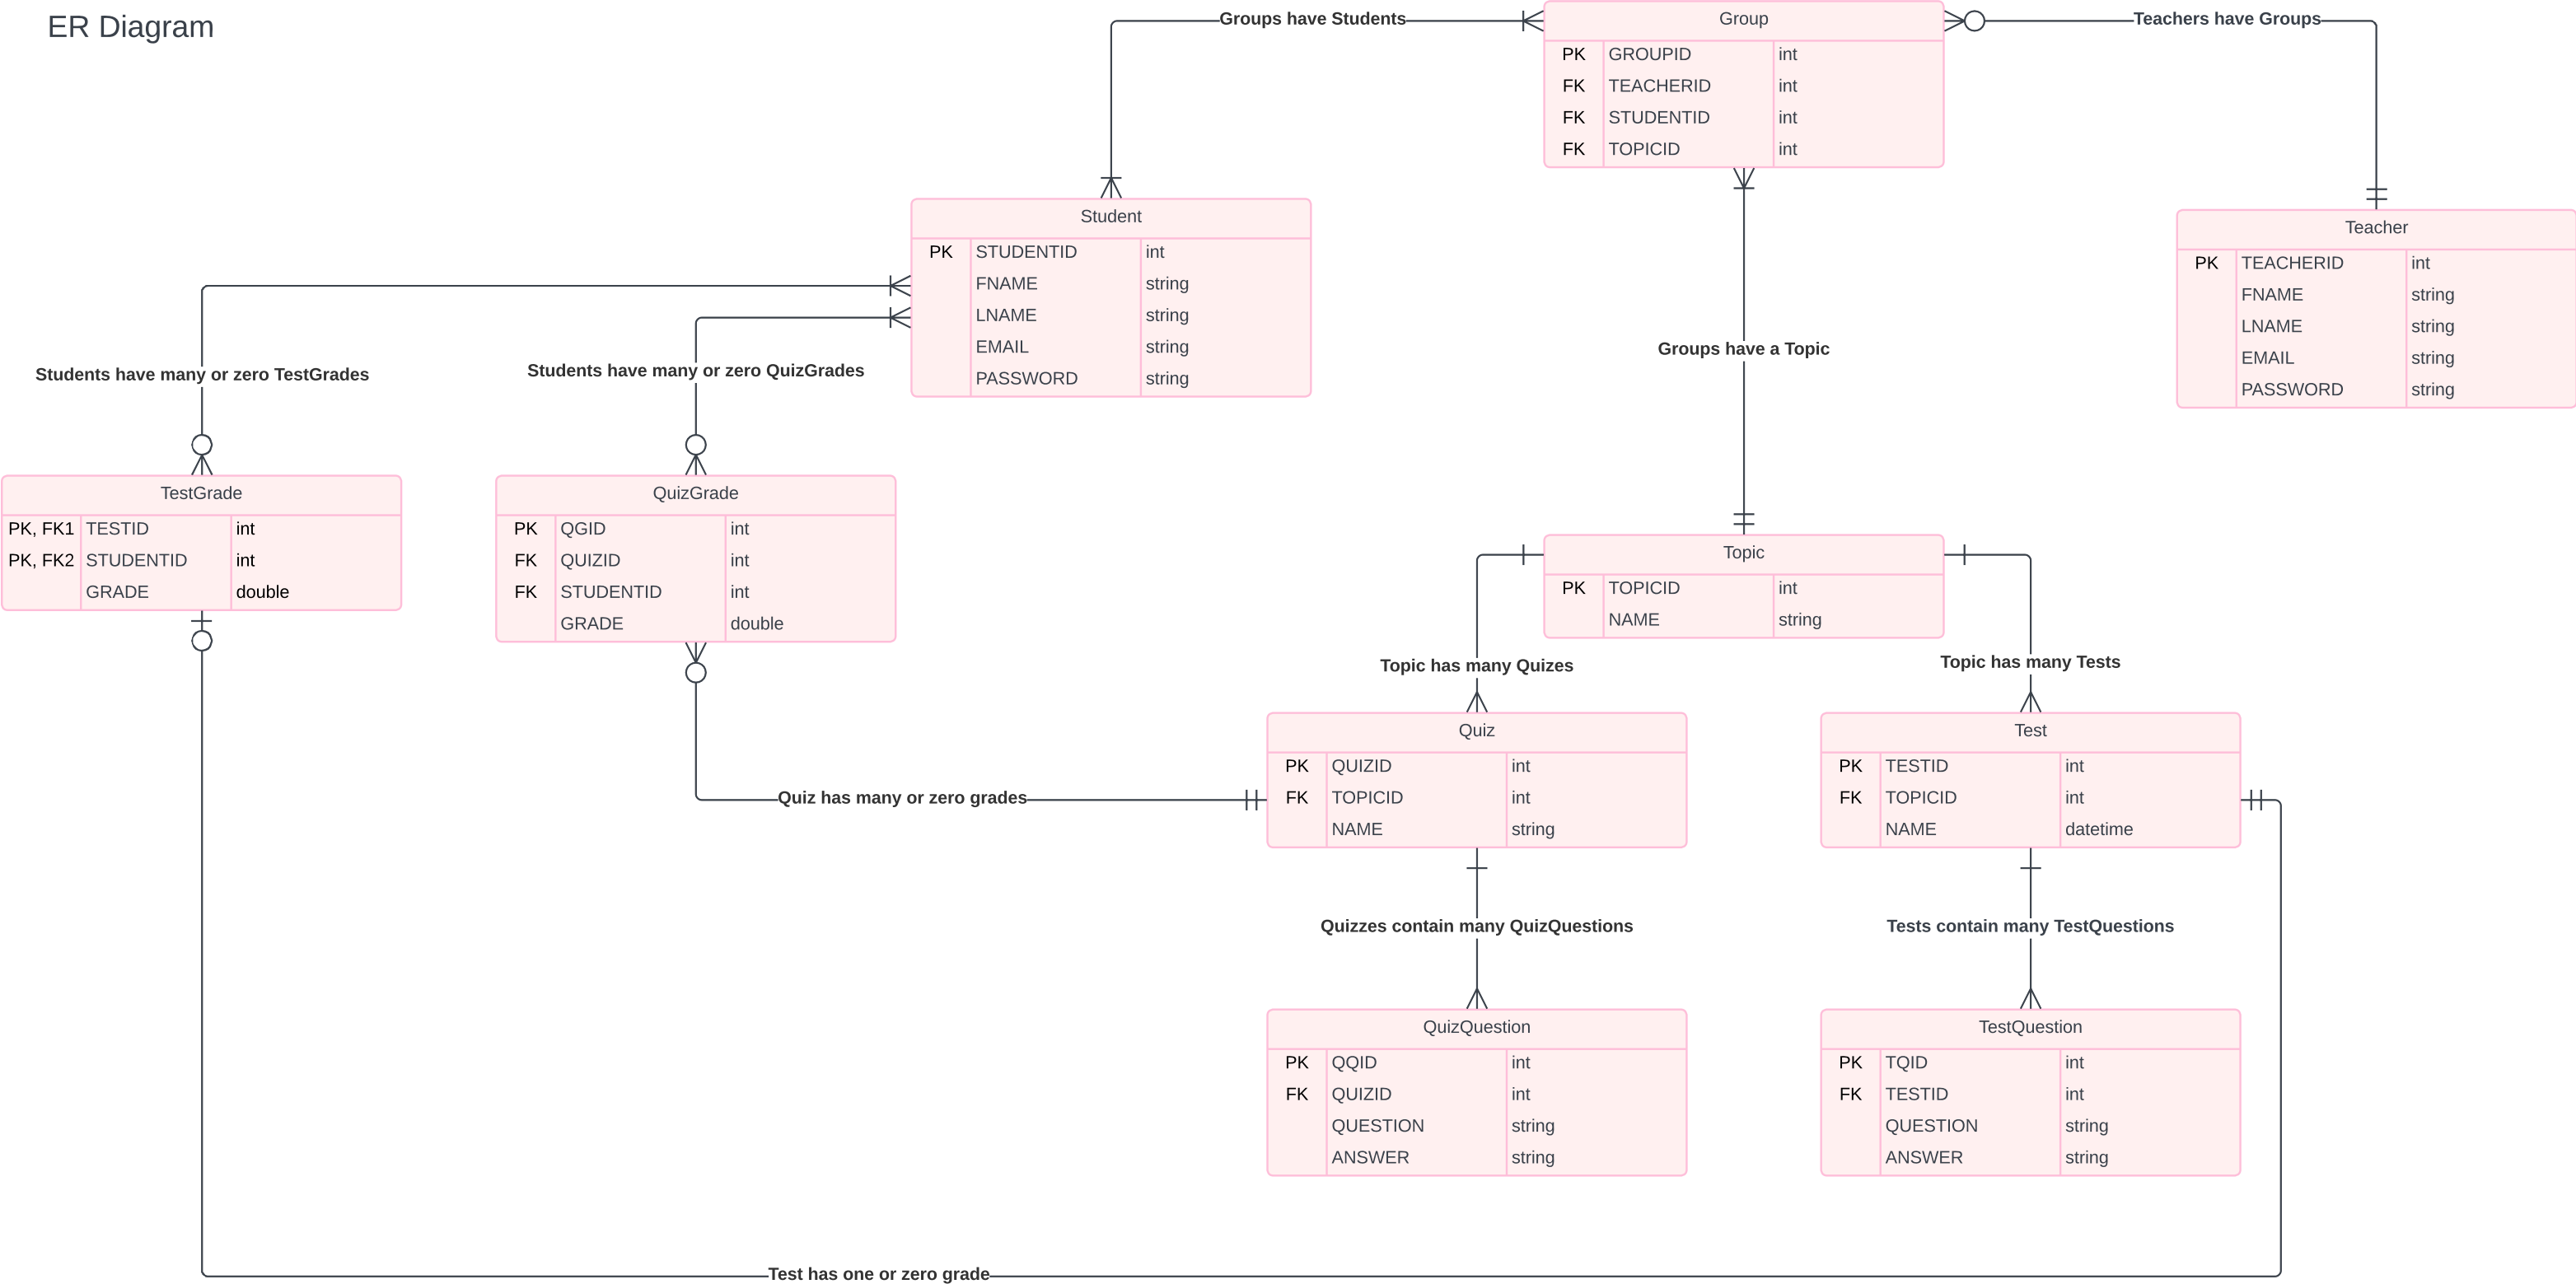 ER Diagram
Groups have Students
Teachers have Groups
Group
PK GROUPID int
FK TEACHERID int
FK STUDENTID int
FK TOPICID int
Student
PK STUDENTID int
FNAME string
LNAME string
EMAIL string
PASSWORD string
Teacher
PK TEACHERID int
FNAME string
LNAME string
EMAIL string
PASSWORD string
Groups have a Topic
Students have many or zero TestGrades
Students have many or zero QuizGrades
TestGrade
PK, FK1 TESTID int
PK, FK2 STUDENTID int
GRADE double
QuizGrade
PK QGID int
FK QUIZID int
FK STUDENTID int
GRADE double
Topic
PK TOPICID int
NAME string
Topic has many Quizes
Topic has many Tests
Quiz
PK QUIZID int
FK TOPICID int
NAME string
Test
PK TESTID int
FK TOPICID int
NAME datetime
Quiz has many or zero grades
Quizzes contain many QuizQuestions
Tests contain many TestQuestions
QuizQuestion
PK QQID int
FK QUIZID int
QUESTION string
ANSWER string
TestQuestion
PK TQID int
FK TESTID int
QUESTION string
ANSWER string
Test has one or zero grade